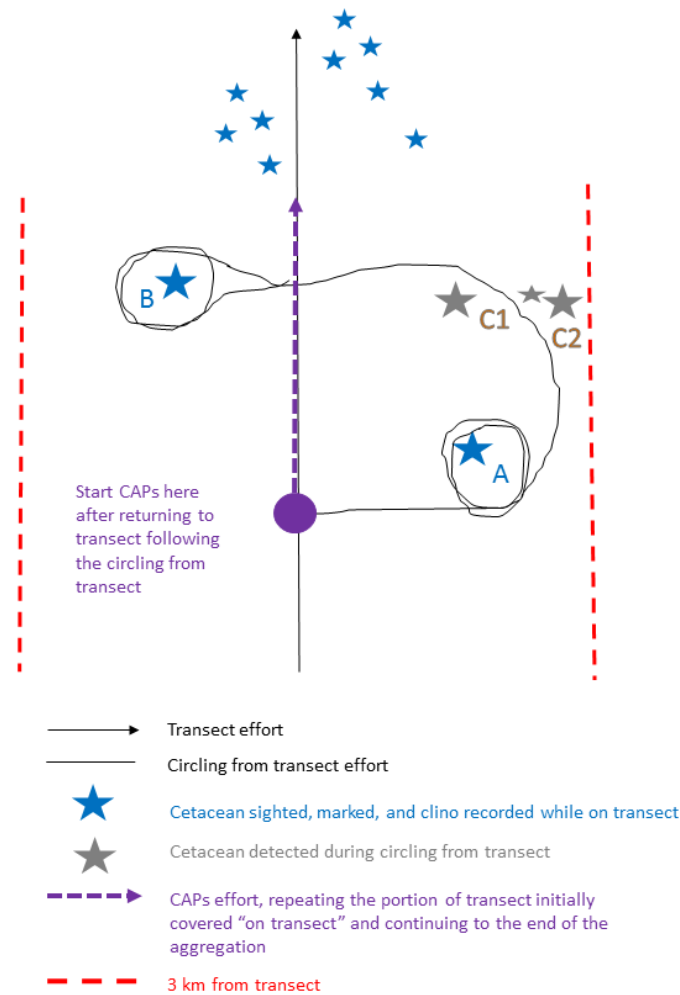 B
C1
C2
A
Start CAPs here
after returning to
transect following
the circling from
transect
Transect effort
Circling from transect effort
Cetacean sighted, marked, and clino recorded while on transect
Cetacean detected during circling from transect
CAPs effort, repeating the portion of transect initially
covered “on transect” and continuing to the end of the
aggregation
3 km from transect